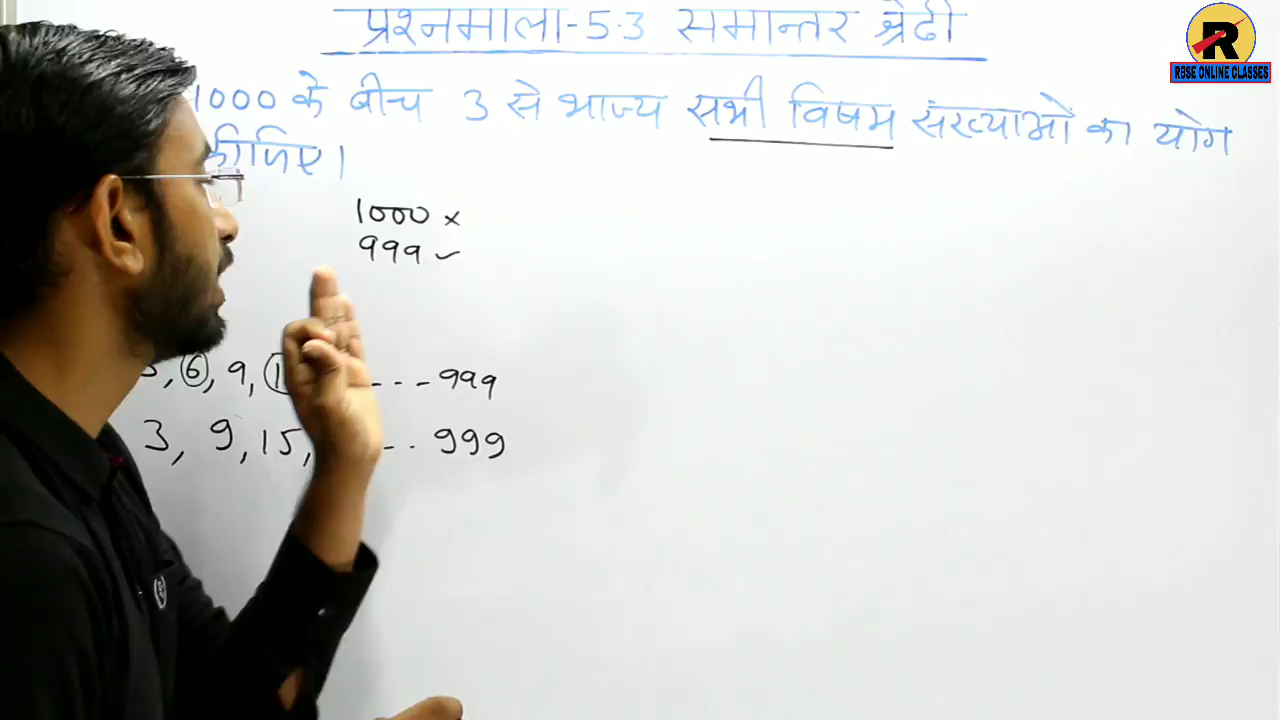 प्रश्नमाला-5.3 समान्तर श्रेढी
R
RBSE ONLINE CLASSES
1000 के बीच 3 से भाज्य सभी विषम संख्याओं का योग
कीजिए।
1000 ×
999 ✓
, 6, 9, ... 999
3, 9, 15, ... 999